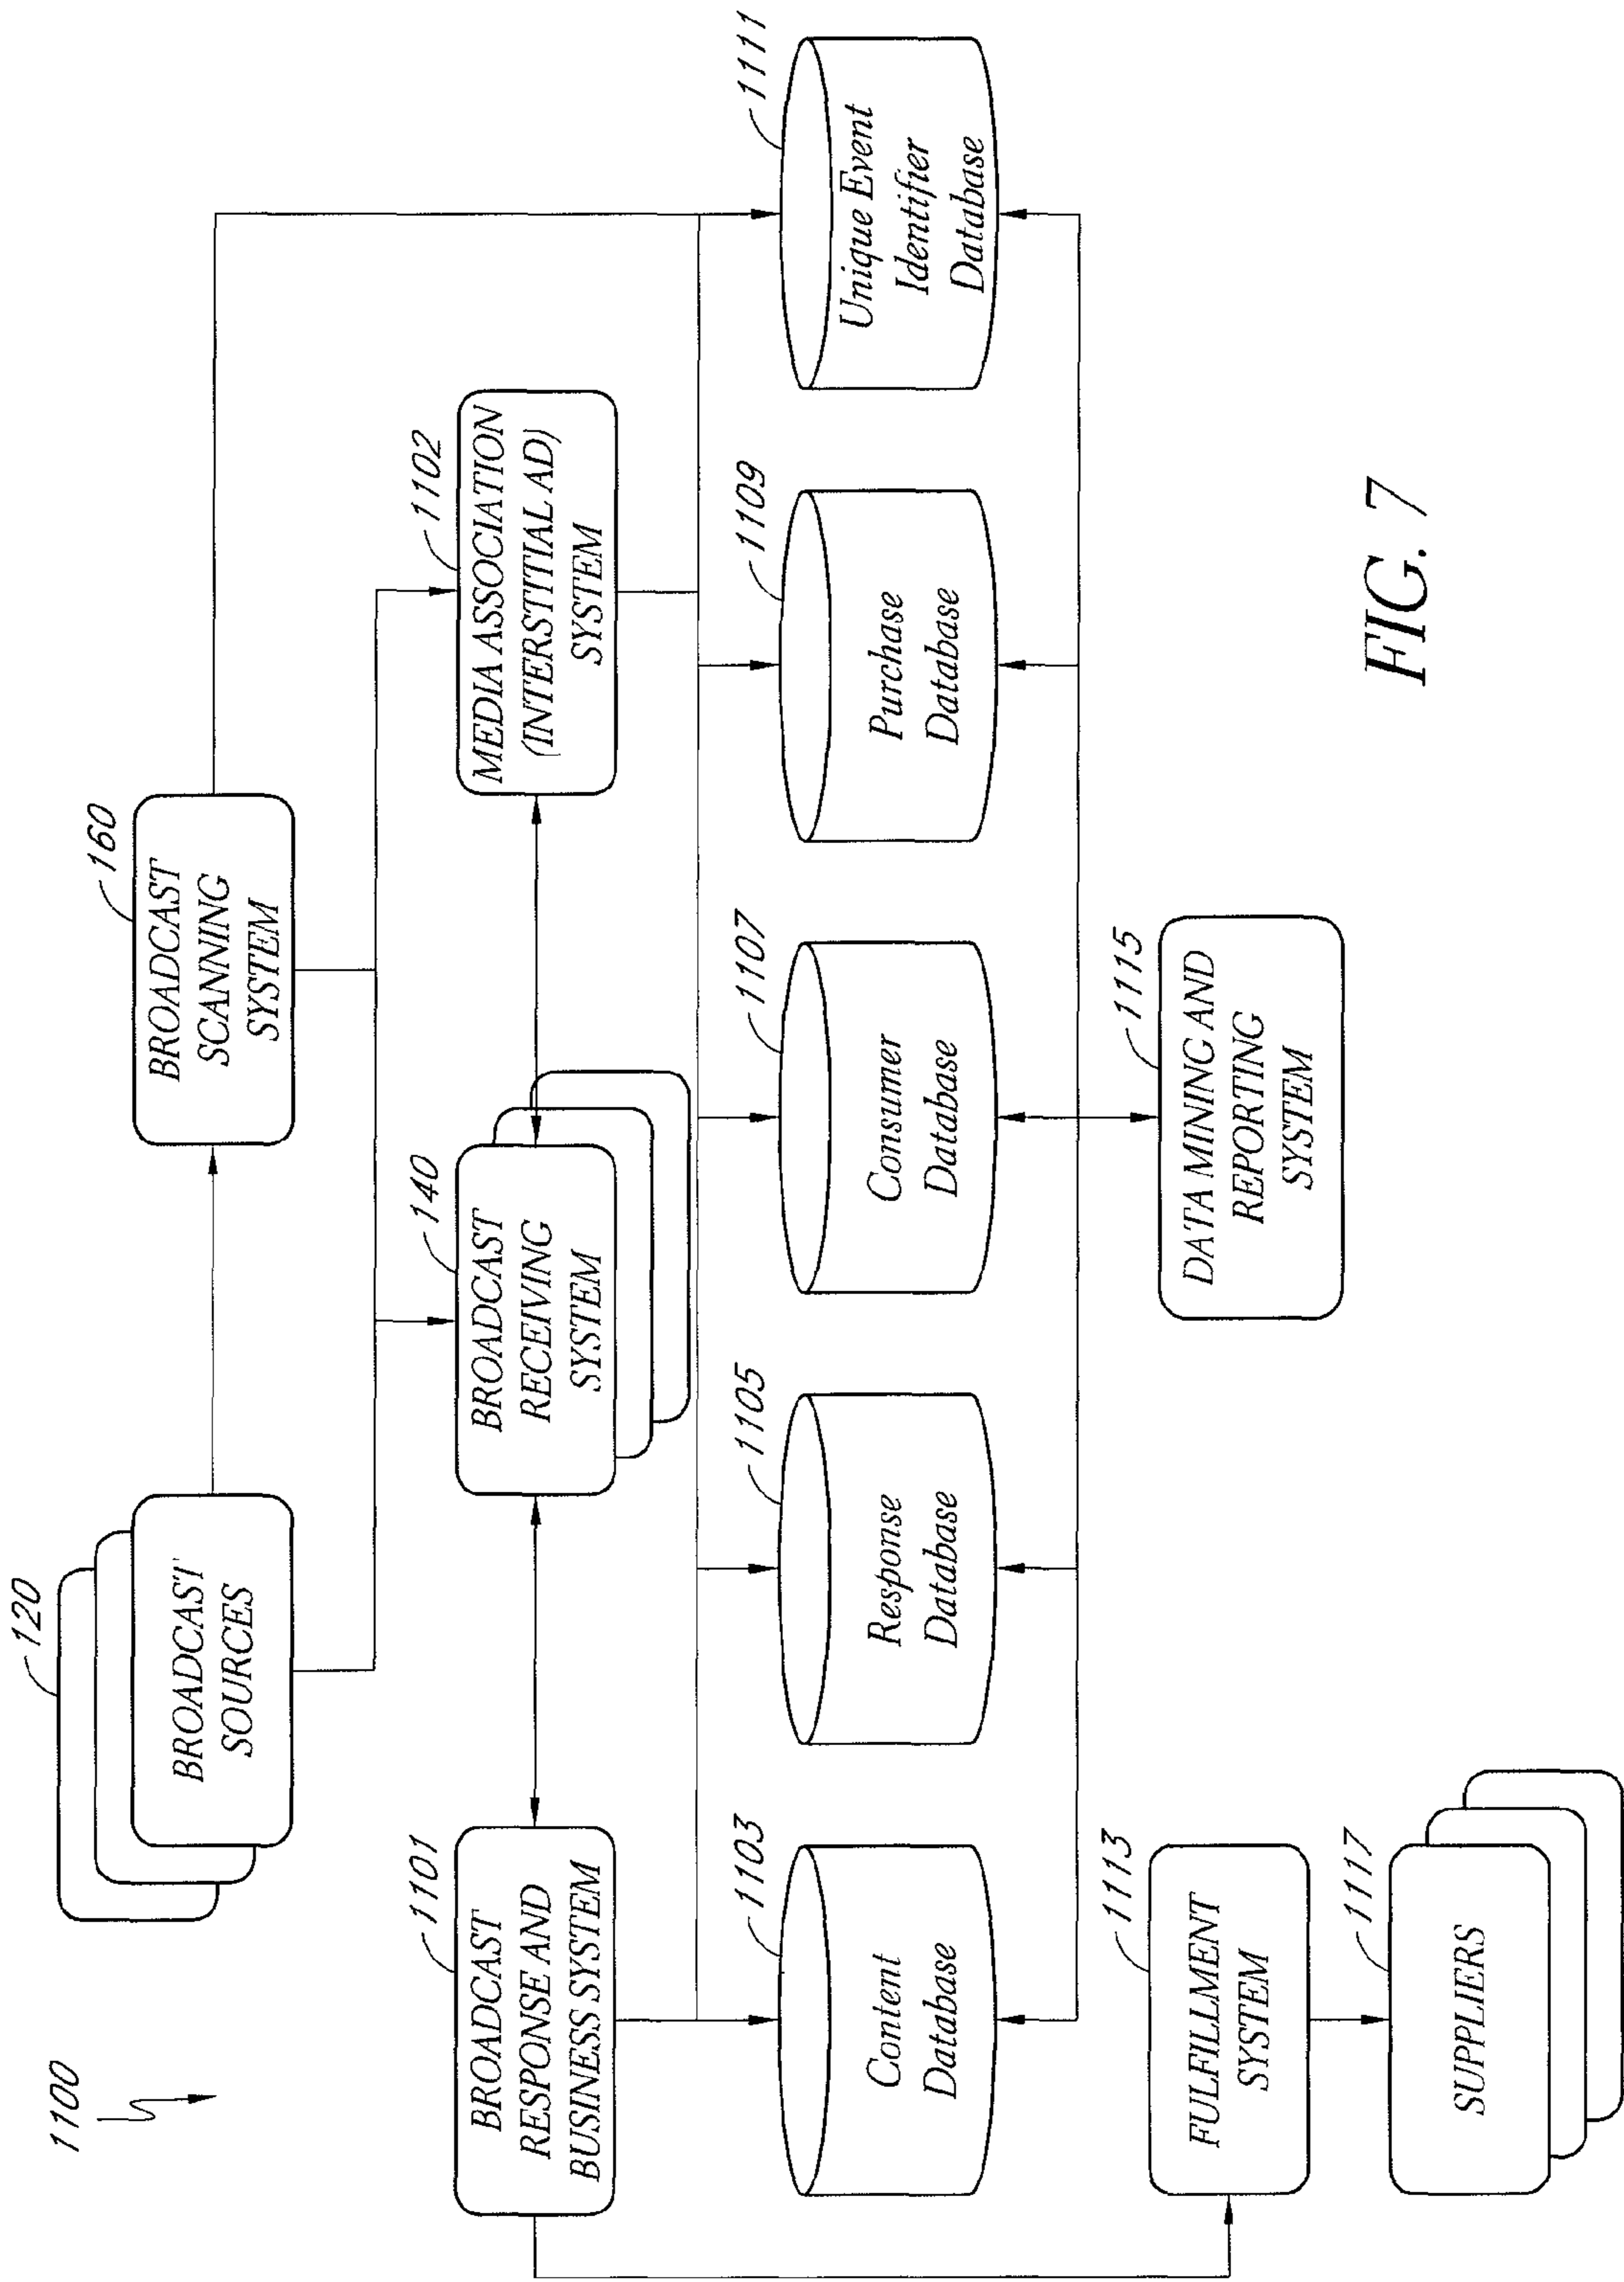 1100
120
BROADCAST
SOURCES
160
BROADCAST
SCANNING
SYSTEM
1101
BROADCAST
RESPONSE AND
BUSINESS SYSTEM
140
BROADCAST
RECEIVING
SYSTEM
1102
MEDIA ASSOCIATION
(INTERSTITIAL AD)
SYSTEM
1103
Content
Database
1105
Response
Database
1107
Consumer
Database
1109
Purchase
Database
1111
Unique Event
Identifier
Database
1113
FULFILLMENT
SYSTEM
1115
DATA MINING AND
REPORTING
SYSTEM
1117
SUPPLIERS
FIG. 7